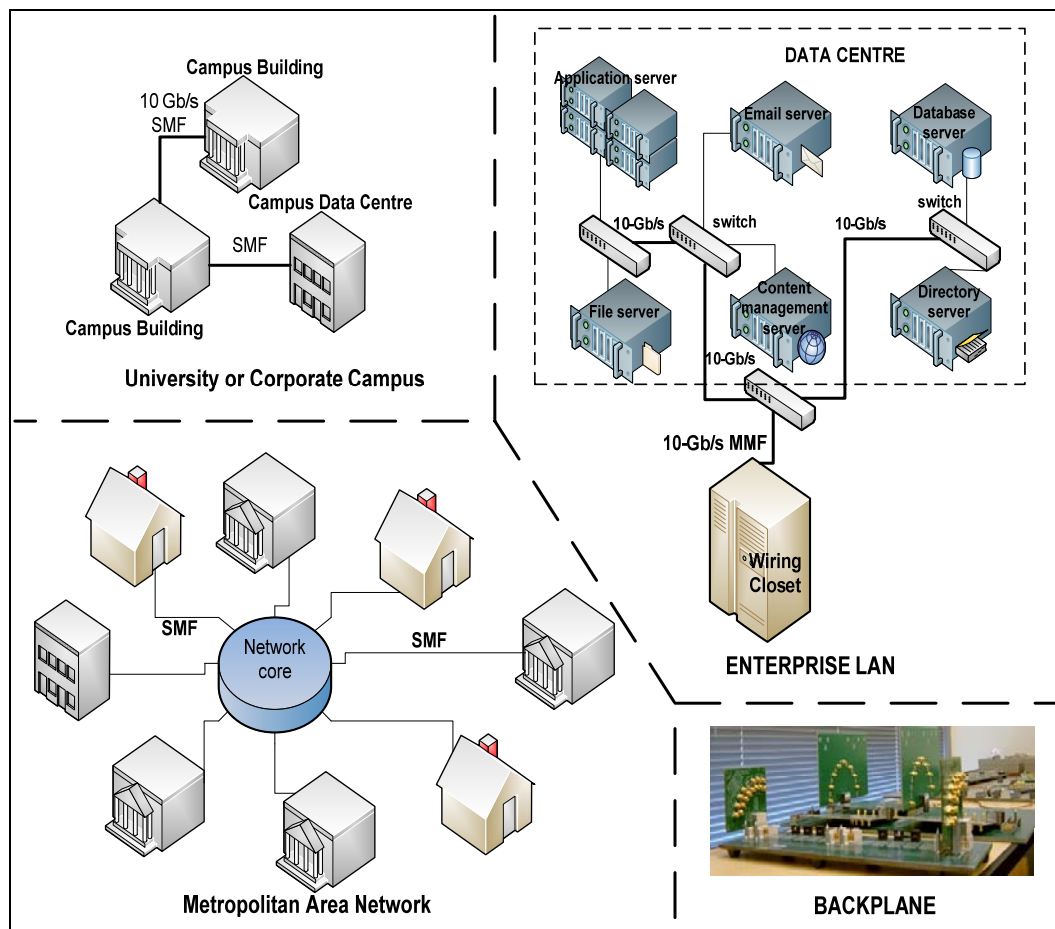 Campus Building
10 Gb/s
SMF
Campus Data Centre
SMF
Campus Building
University or Corporate Campus
DATA CENTRE
Application server
Email server
Database
server
10-Gb/s
switch
10-Gb/s
switch
File server
Content
management
server
Directory
server
10-Gb/s
10-Gb/s MMF
Wiring
Closet
ENTERPRISE LAN
SMF
Network
core
SMF
Metropolitan Area Network
BACKPLANE